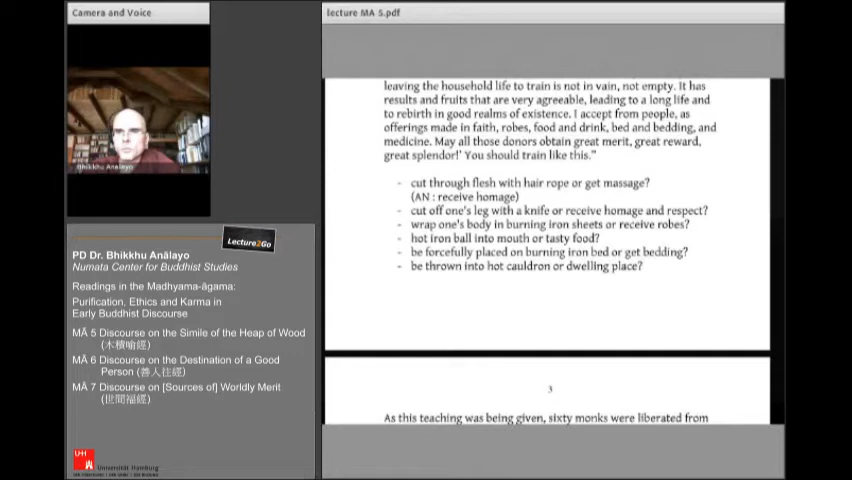 Camera and Voice
Bhikkhu Analayo
Lecture2Go
PD Dr. Bhikkhu Anālayo
Numata Center for Buddhist Studies
Readings in the Madhyama-āgama:
Purification, Ethics and Karma in
Early Buddhist Discourse
MĀ 5 Discourse on the Simile of the Heap of Wood
(木積喻經)
MĀ 6 Discourse on the Destination of a Good
Person (善人往經)
MĀ 7 Discourse on [Sources of] Worldly Merit
(世間福經)
UH
Universität Hamburg
lecture MA 5.pdf
leaving the household life to train is not in vain, not empty. It has
results and fruits that are very agreeable, leading to a long life and
to rebirth in good realms of existence. I accept from people, as
offerings made in faith, robes, food and drink, bed and bedding, and
medicine. May all those donors obtain great merit, great reward,
great splendor!' You should train like this."
- cut through flesh with hair rope or get massage?
(AN : receive homage)
- cut off one's leg with a knife or receive homage and respect?
- wrap one's body in burning iron sheets or receive robes?
- hot iron ball into mouth or tasty food?
- be forcefully placed on burning iron bed or get bedding?
- be thrown into hot cauldron or dwelling place?
3
As this teaching was being given, sixty monks were liberated from